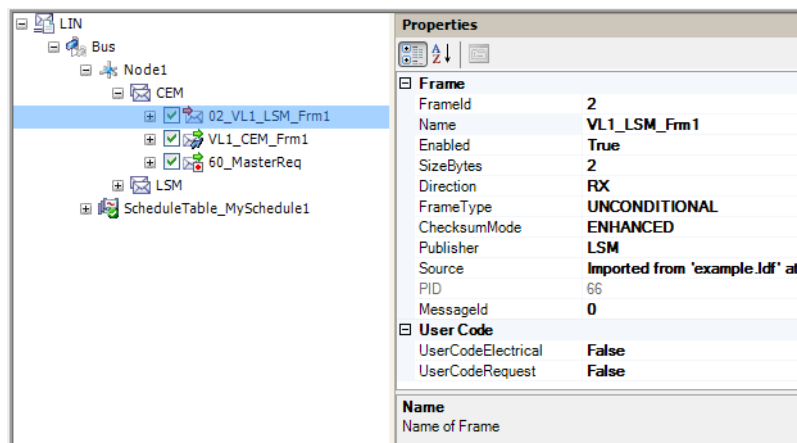 LIN
Bus
Node1
CEM
02_VL1_LSM_Frm1
VL1_CEM_Frm1
60_MasterReq
LSM
ScheduleTable_MySchedule1
Properties
Frame
FrameId 2
Name VL1_LSM_Frm1
Enabled True
SizeBytes 2
Direction RX
FrameType UNCONDITIONAL
ChecksumMode ENHANCED
Publisher LSM
Source Imported from 'example.ldf' at
PID 66
MessageId 0
User Code
UserCodeElectrical False
UserCodeRequest False
Name
Name of Frame